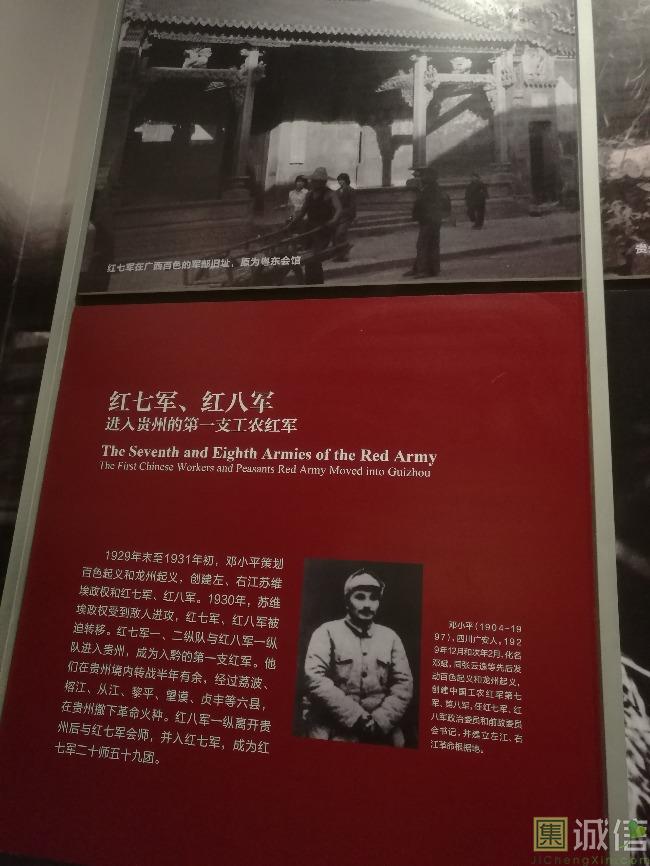 红七军在广西百色的军部旧址，原为粤东会馆
贵
红七军、红八军
进入贵州的第一支工农红军
The Seventh and Eighth Armies of the Red Army
The First Chinese Workers and Peasants Red Army Moved into Guizhou
1929年末至1931年初，邓小平策划
百色起义和龙州起义，创建左、右江苏维
埃政权和红七军、红八军。1930年，苏维
埃政权受到敌人进攻，红七军、红八军被
迫转移。红七军一、二纵队与红八军一纵
队进入贵州，成为入黔的第一支红军。他
们在贵州境内转战半年有余，经过荔波、
榕江、从江、黎平、望谟、贞丰等六县，
在贵州撒下革命火种。红八军一纵离开贵
州后与红七军会师，并入红七军，成为红
七军二十师五十九团。
邓小平(1904-19
97)，四川广安人。192
9年12月和次年2月，化名
邓斌，同张云逸等先后发
动百色起义和龙州起义，
创建中国工农红军第七
军、第八军，任红七军、红
八军政治委员和前敌委员
会书记，并建立左江、右
江革命根据地。
集 诚信
JiChengXin.Com